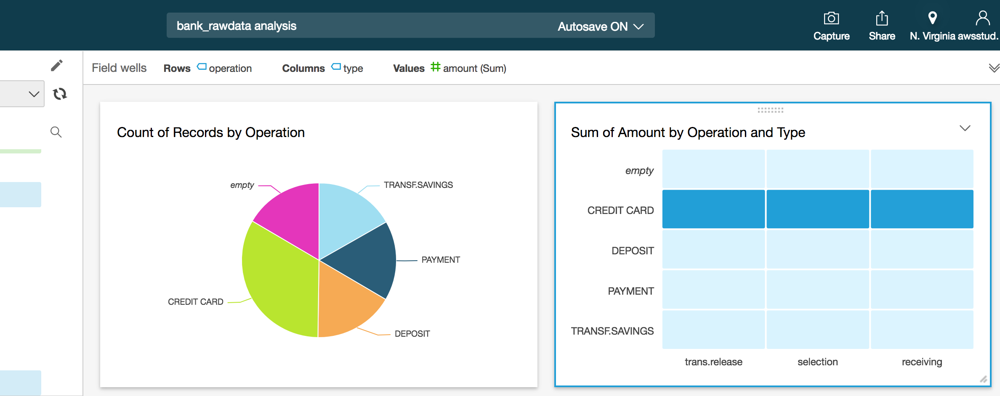 bank_rawdata analysis
Autosave ON
Capture
Share
N. Virginia
awsstud.
Field wells
Rows operation
Columns type
Values # amount (Sum)
Count of Records by Operation
empty
TRANSF.SAVINGS
PAYMENT
CREDIT CARD
DEPOSIT
Sum of Amount by Operation and Type
empty
CREDIT CARD
DEPOSIT
PAYMENT
TRANSF.SAVINGS
trans.release
selection
receiving